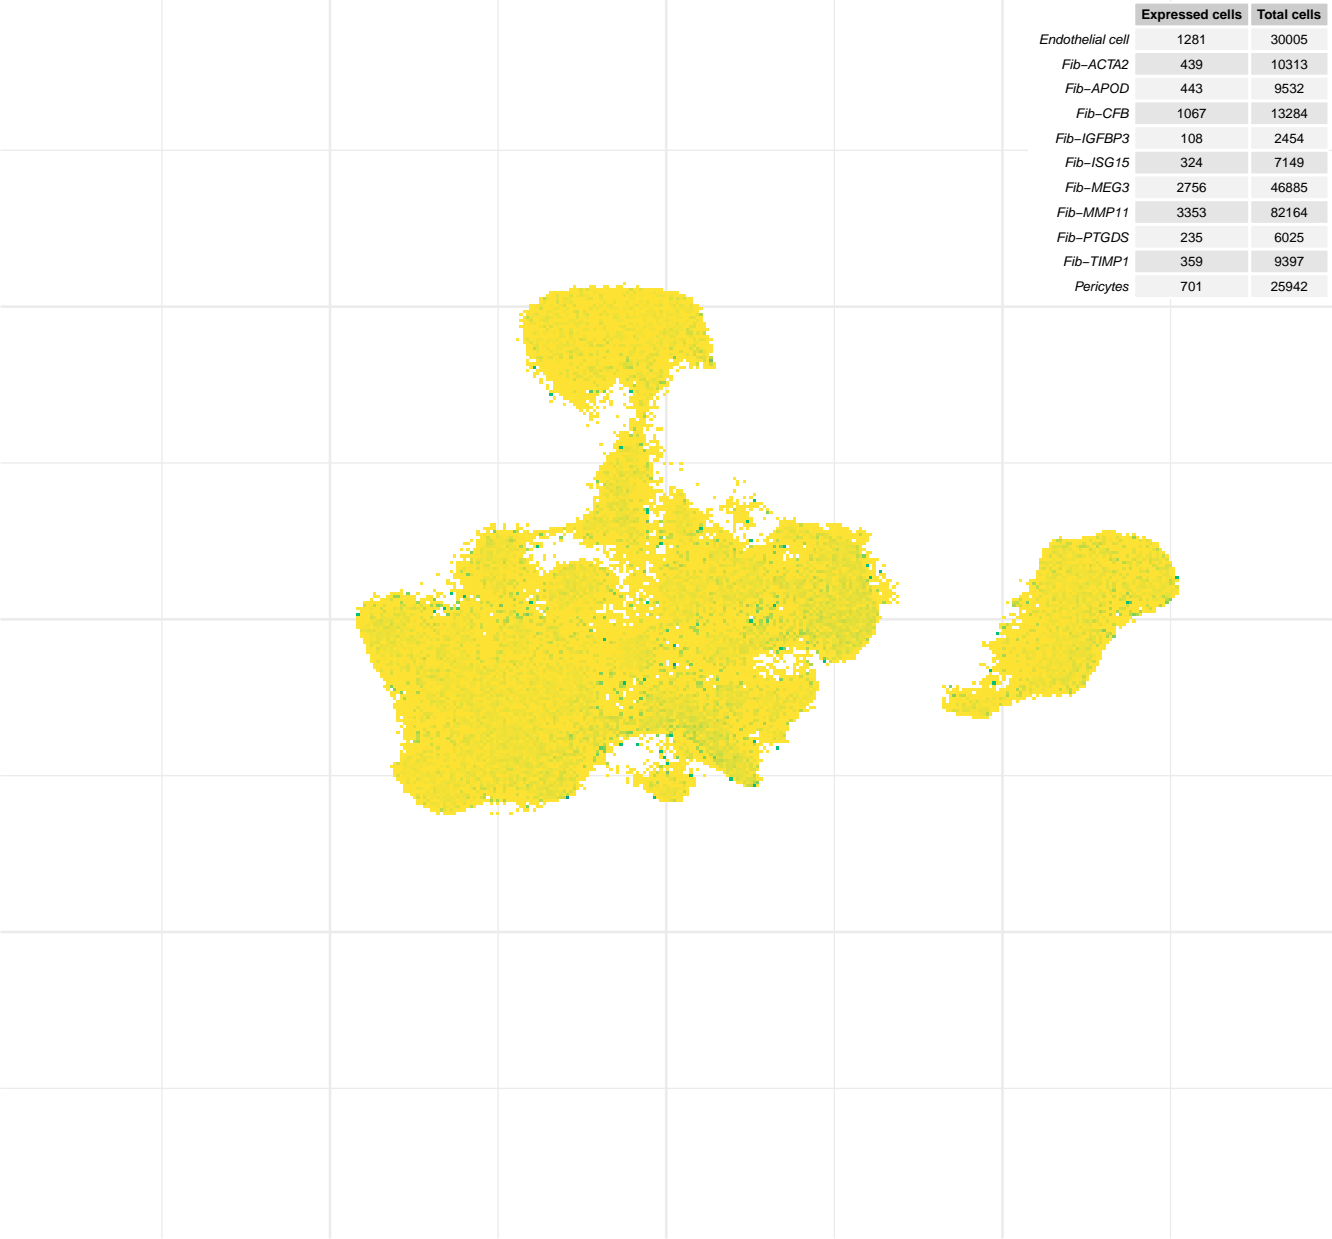 Expressed cells Total cells
Endothelial cell 1281 30005
Fib−ACTA2 439 10313
Fib−APOD 443 9532
Fib−CFB 1067 13284
Fib−IGFBP3 108 2454
Fib−ISG15 324 7149
Fib−MEG3 2756 46885
Fib−MMP11 3353 82164
Fib−PTGDS 235 6025
Fib−TIMP1 359 9397
Pericytes 701 25942